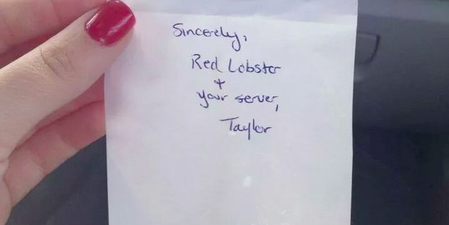 Sincerely,
Red Lobster
+
your server,
Taylor